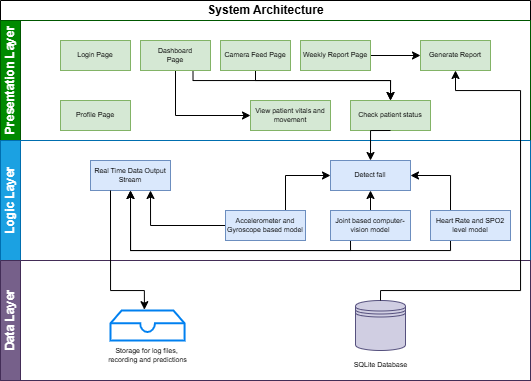 System Architecture
Presentation Layer
Login Page
Dashboard
Page
Camera Feed Page
Weekly Report Page
Generate Report
Profile Page
View patient vitals and
movement
Check patient status
Logic Layer
Real Time Data Output
Stream
Detect fall
Accelerometer and
Gyroscope based model
Joint based computer-
vision model
Heart Rate and SPO2
level model
Data Layer
Storage for log files,
recording and predictions
SQLite Database